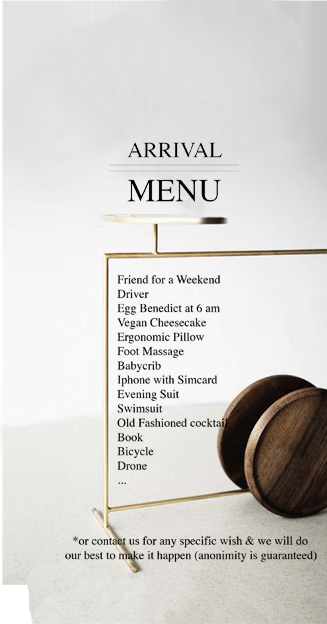 ARRIVAL
MENU
Friend for a Weekend
Driver
Egg Benedict at 6 am
Vegan Cheesecake
Ergonomic Pillow
Foot Massage
Babycrib
Iphone with Simcard
Evening Suit
Swimsuit
Old Fashioned cocktail
Book
Bicycle
Drone
...
*or contact us for any specific wish & we will do
our best to make it happen (anonimity is guaranteed)